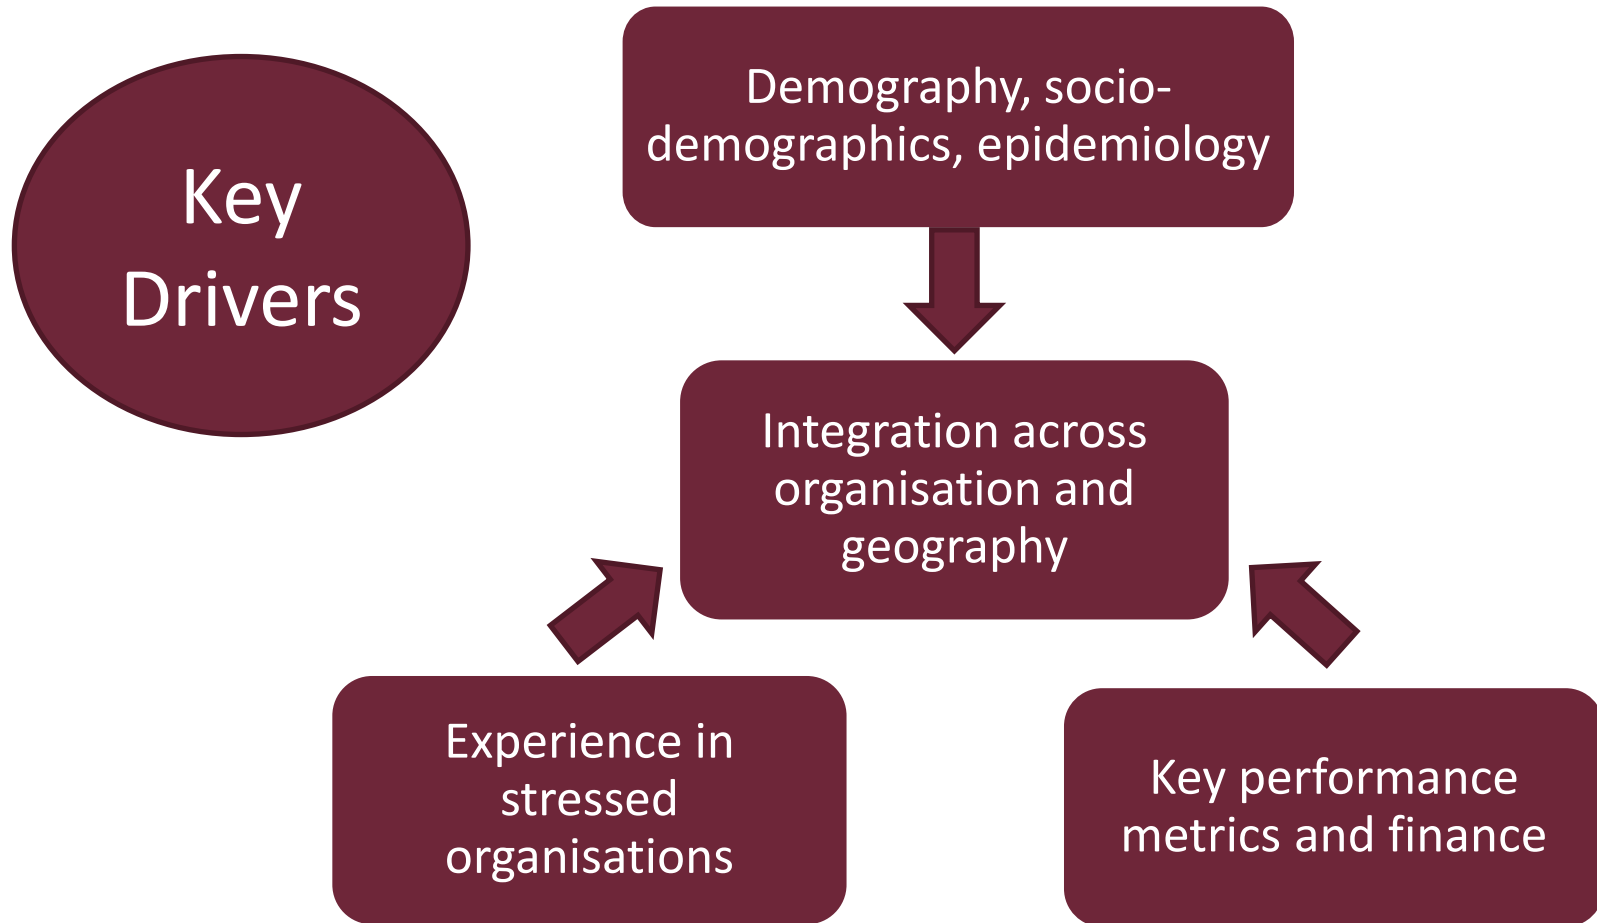 Key
Drivers
Demography, socio-
demographics, epidemiology
Integration across
organisation and
geography
Experience in
stressed
organisations
Key performance
metrics and finance